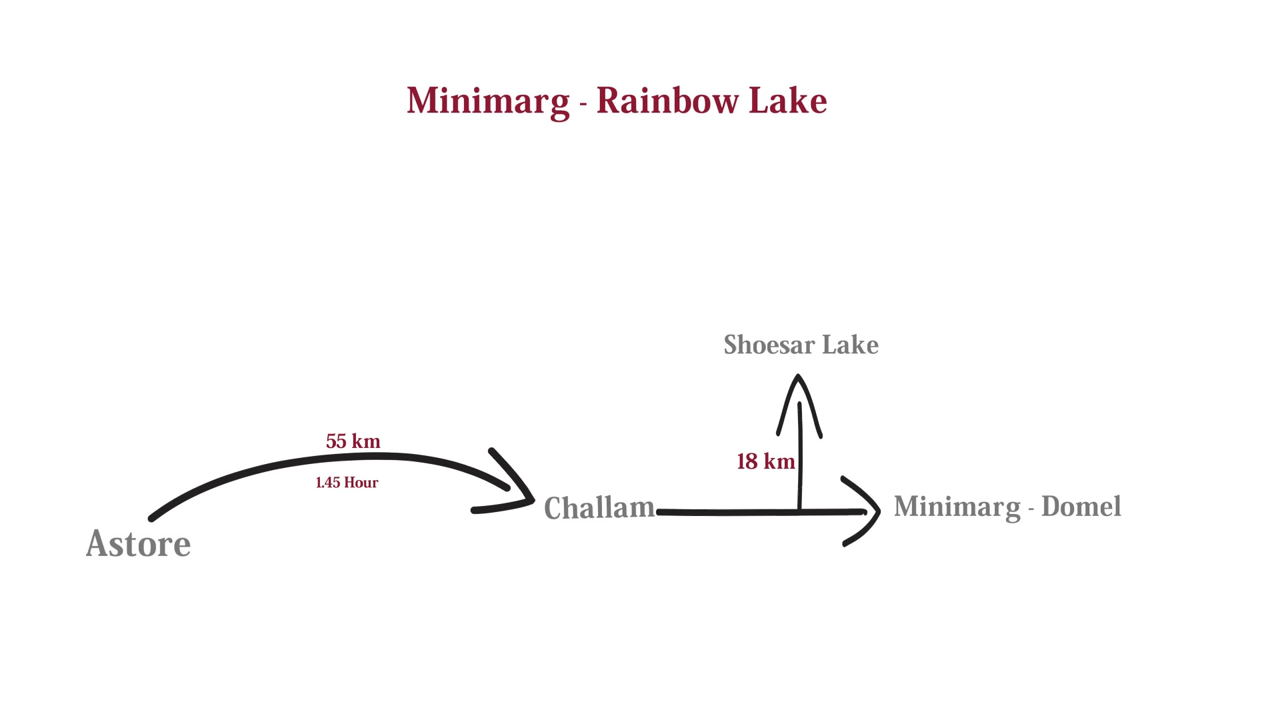 Minimarg - Rainbow Lake
Shoesar Lake
55 km
18 km
1.45 Hour
Challam
Minimarg - Domel
Astore